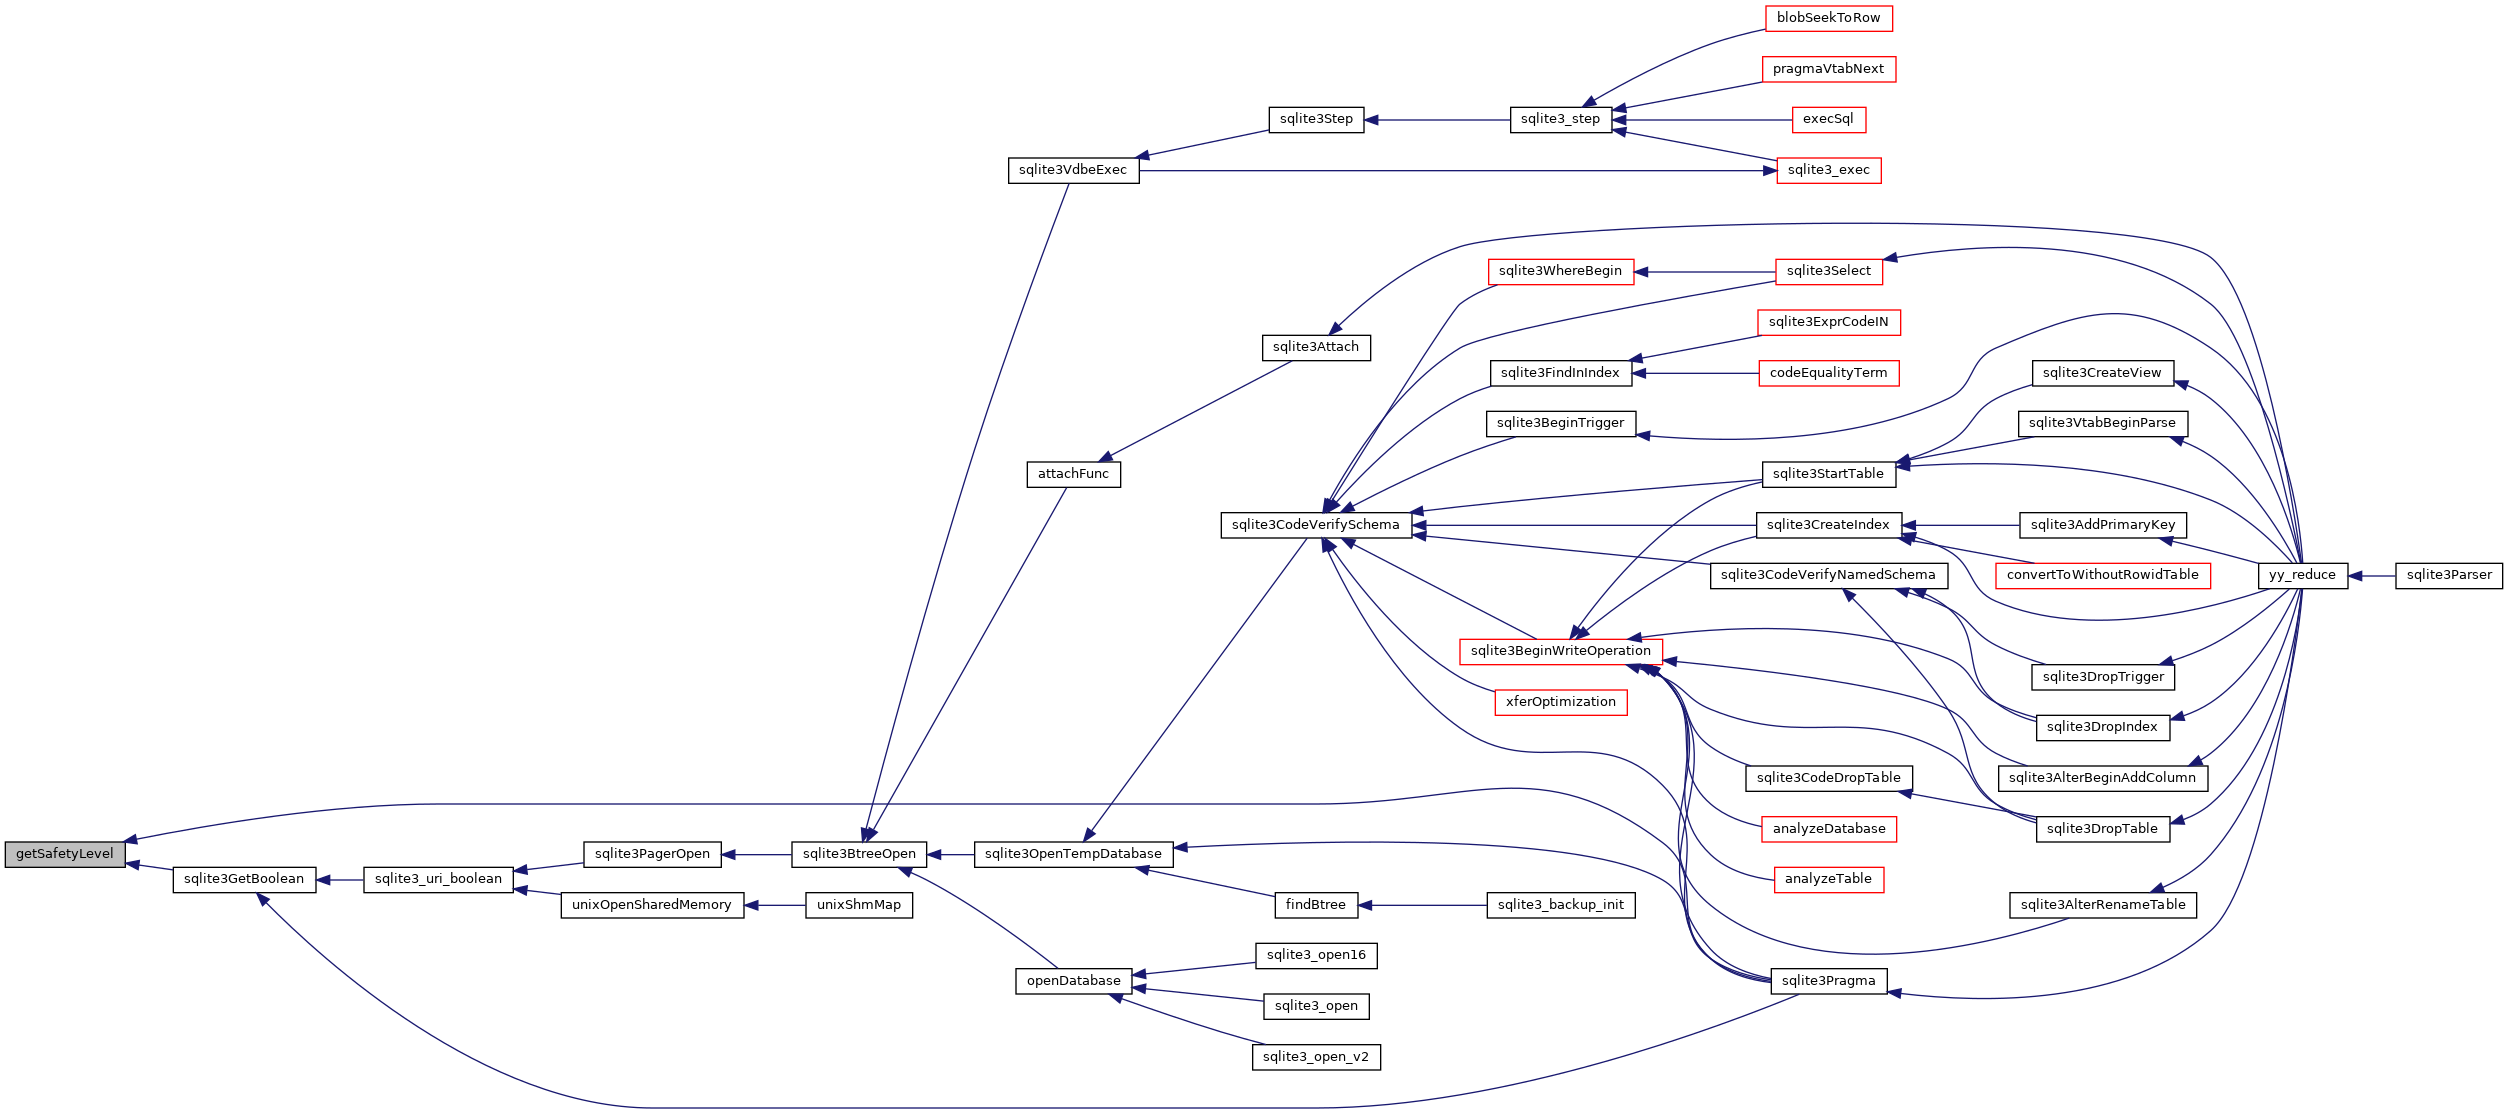 blobSeekToRow
pragmaVtabNext
sqlite3Step
sqlite3_step
execSql
sqlite3VdbeExec
sqlite3_exec
sqlite3WhereBegin
sqlite3Select
sqlite3ExprCodeIN
sqlite3Attach
sqlite3FindInIndex
codeEqualityTerm
sqlite3CreateView
sqlite3BeginTrigger
sqlite3VtabBeginParse
attachFunc
sqlite3StartTable
sqlite3CodeVerifySchema
sqlite3CreateIndex
sqlite3AddPrimaryKey
sqlite3CodeVerifyNamedSchema
convertToWithoutRowidTable
yy_reduce
sqlite3Parser
sqlite3BeginWriteOperation
sqlite3DropTrigger
xferOptimization
sqlite3DropIndex
sqlite3CodeDropTable
sqlite3AlterBeginAddColumn
analyzeDatabase
sqlite3DropTable
getSafetyLevel
sqlite3PagerOpen
sqlite3BtreeOpen
sqlite3OpenTempDatabase
sqlite3GetBoolean
sqlite3_uri_boolean
analyzeTable
unixOpenSharedMemory
unixShmMap
findBtree
sqlite3_backup_init
sqlite3AlterRenameTable
sqlite3_open16
openDatabase
sqlite3Pragma
sqlite3_open
sqlite3_open_v2